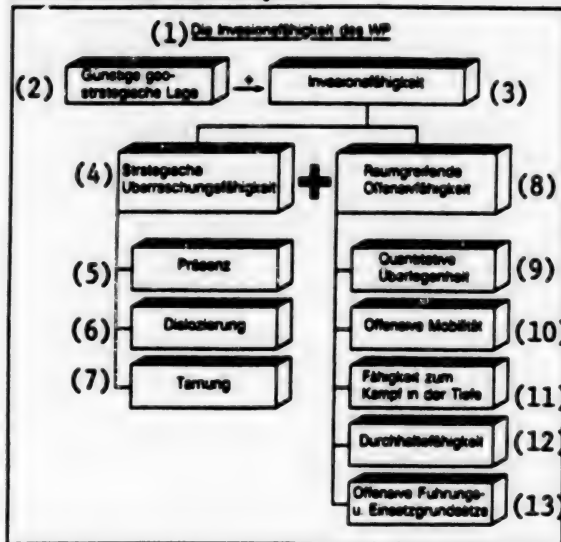 (1) Die Invasionsfähigkeit des WP
(2) Günstige geo-
strategische Lage
+
Invasionsfähigkeit (3)
(4) Strategische
Überraschungsfähigkeit
+
Raumgreifende
Offensivfähigkeit (8)
(5) Präsenz
Quantitative
Überlegenheit (9)
(6) Dislozierung
Offensive Mobilität (10)
(7) Tarnung
Fähigkeit zum
Kampf in der Tiefe (11)
Durchhaltefähigkeit (12)
Offensive Führungs-
u. Einsatzgrundsätze (13)